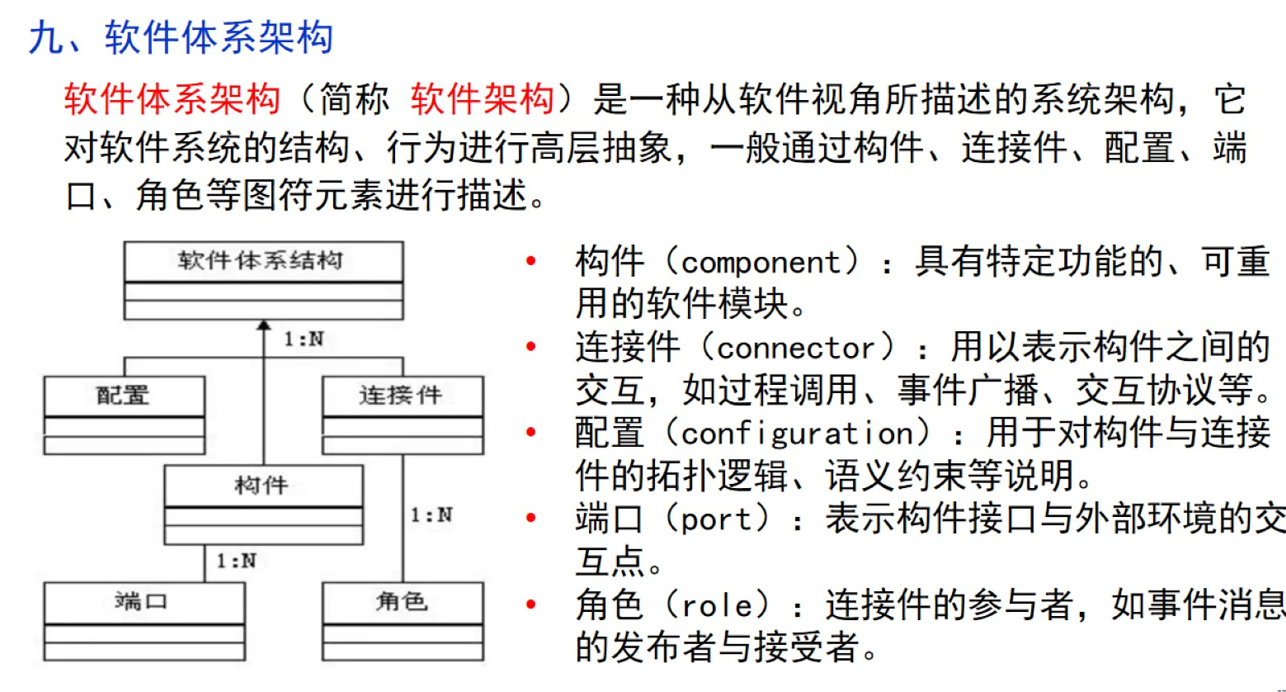 九、软件体系架构
软件体系架构（简称 软件架构）是一种从软件视角所描述的系统架构，它
对软件系统的结构、行为进行高层抽象，一般通过构件、连接件、配置、端
口、角色等图符元素进行描述。
软件体系结构
1:N
配置
连接件
构件
1:N
1:N
端口
角色
• 构件（component）：具有特定功能的、可重
用的软件模块。
• 连接件（connector）：用以表示构件之间的
交互，如过程调用、事件广播、交互协议等。
• 配置（configuration）：用于对构件与连接
件的拓扑逻辑、语义约束等说明。
• 端口（port）：表示构件接口与外部环境的交
互点。
• 角色（role）：连接件的参与者，如事件消息
的发布者与接受者。